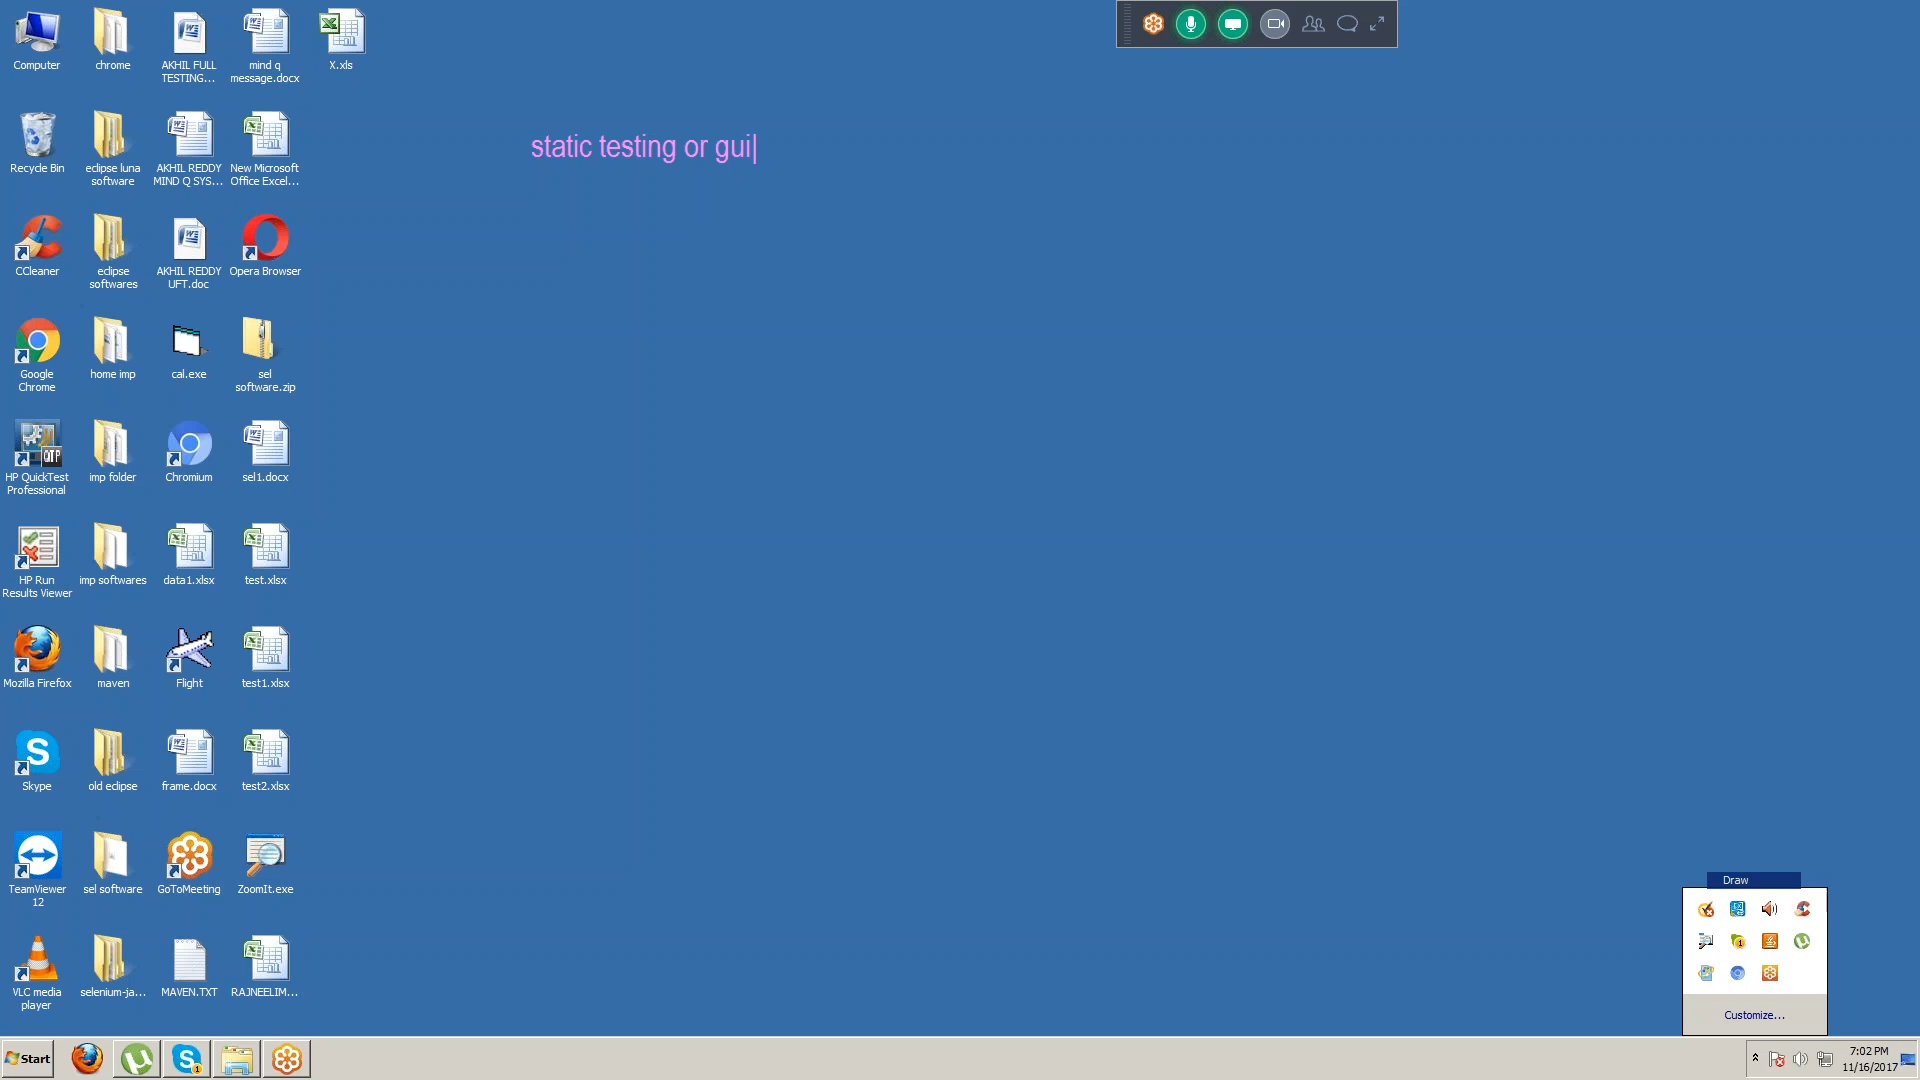 static testing or gui
Computer
chrome
AKHIL FULL
TESTING...
mind q
message.docx
X.xls
Recycle Bin
eclipse luna
software
AKHIL REDDY
MIND Q SYS...
New Microsoft
Office Excel...
CCleaner
eclipse
softwares
AKHIL REDDY
UFT.doc
Opera Browser
Google
Chrome
home imp
cal.exe
sel
software.zip
QTP
HP QuickTest
Professional
imp folder
Chromium
sel1.docx
HP Run
Results Viewer
imp softwares
data1.xlsx
test.xlsx
Mozilla Firefox
maven
Flight
test1.xlsx
Skype
old eclipse
frame.docx
test2.xlsx
TeamViewer
12
sel software
GoToMeeting
ZoomIt.exe
VLC media
player
selenium-ja...
MAVEN.TXT
RAJNEELIM...
Draw
Customize...
Start
7:02 PM
11/16/2017